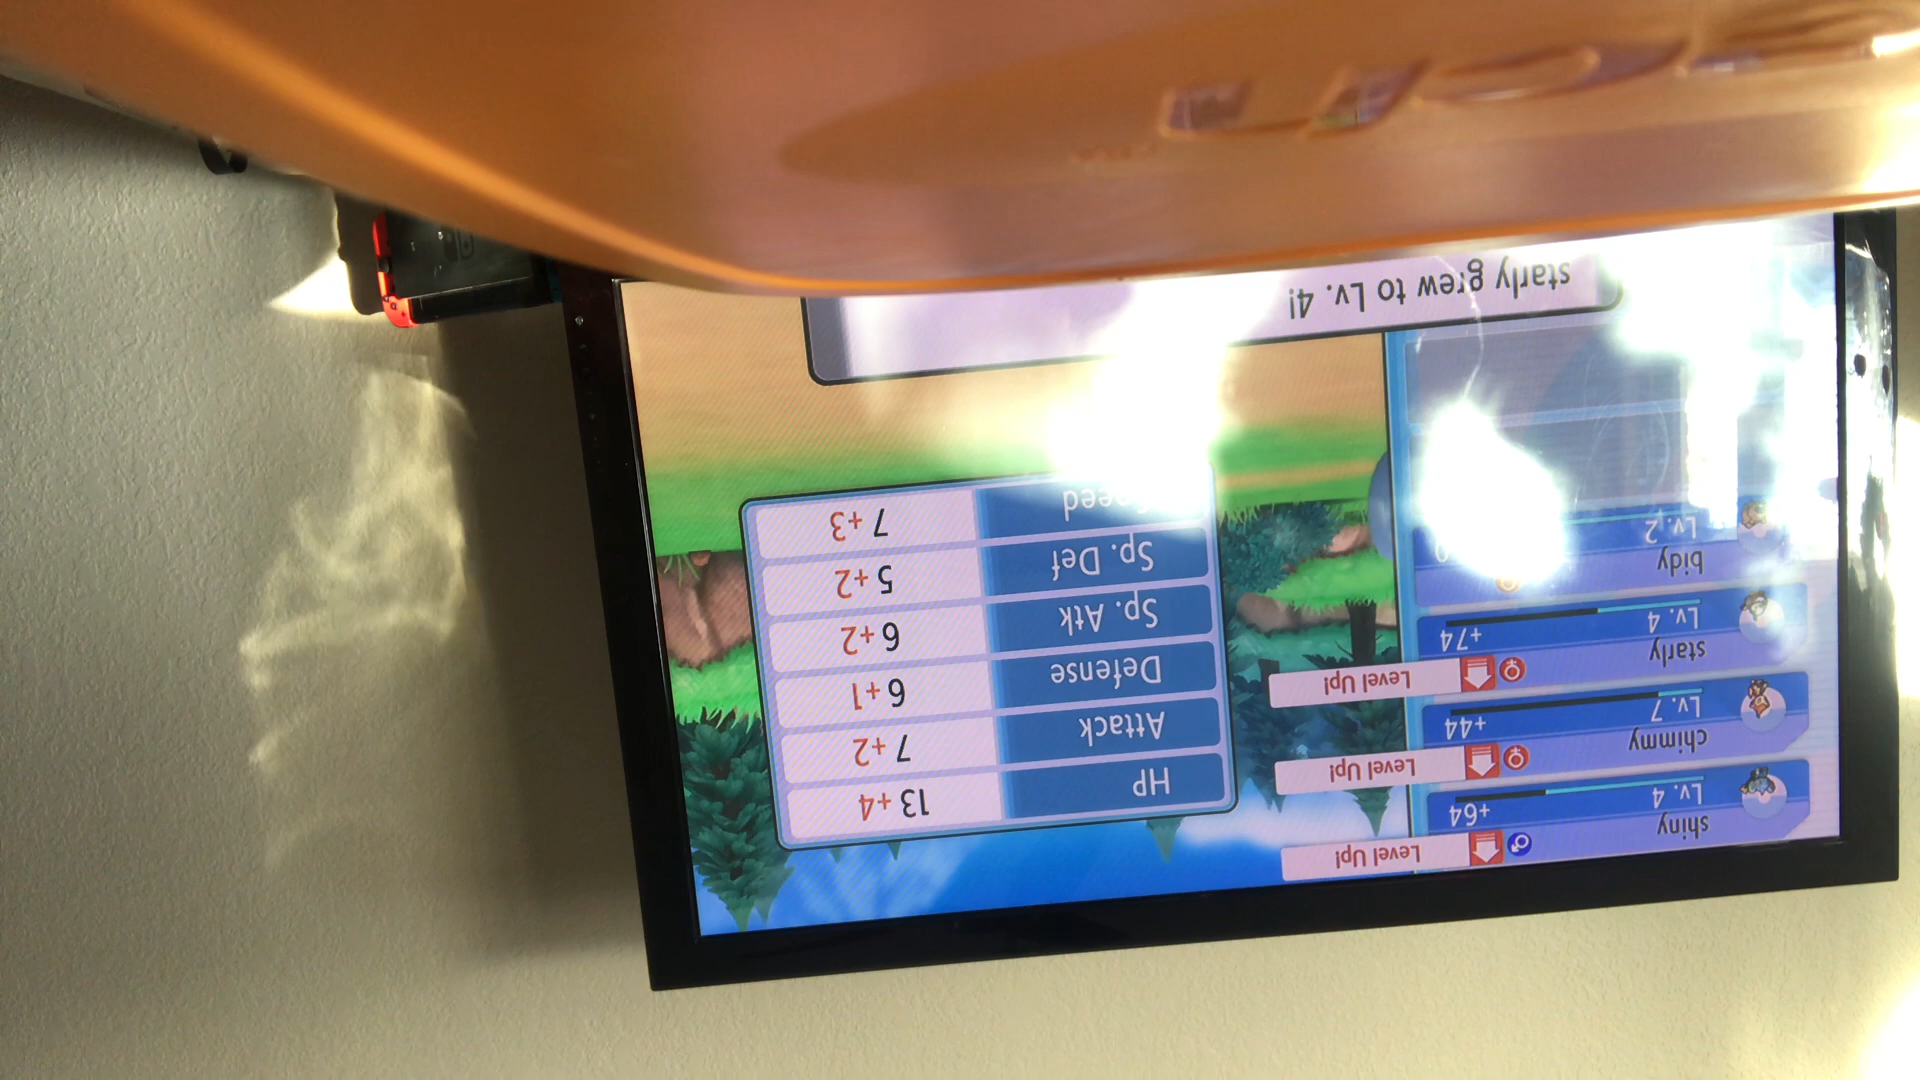 shiny
Lv. 4
+64
Level Up!
chimmy
Lv. 7
+44
Level Up!
starly
Lv. 4
+74
Level Up!
bidy
Lv. 2
HP 13 +4
Attack 7 +2
Defense 6 +1
Sp. Atk 6 +2
Sp. Def 5 +2
7 +3
starly grew to Lv. 4!